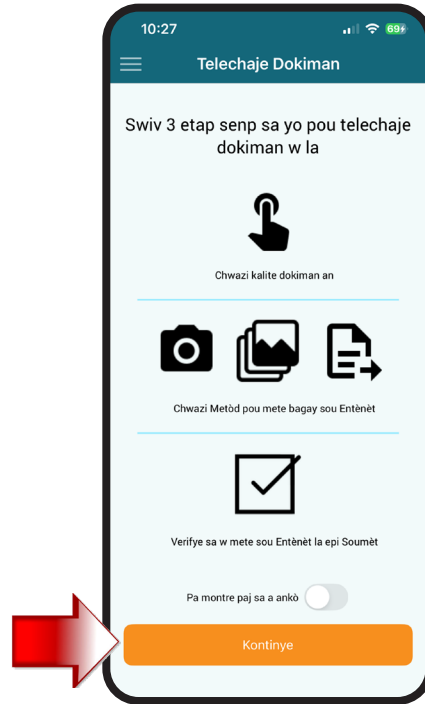 10:27
69
Telechaje Dokiman
Swiv 3 etap senp sa yo pou telechaje
dokiman w la
Chwazi kalite dokiman an
Chwazi Metòd pou mete bagay sou Entènèt
Verifye sa w mete sou Entènèt la epi Soumèt
Pa montre paj sa a ankò
Kontinye